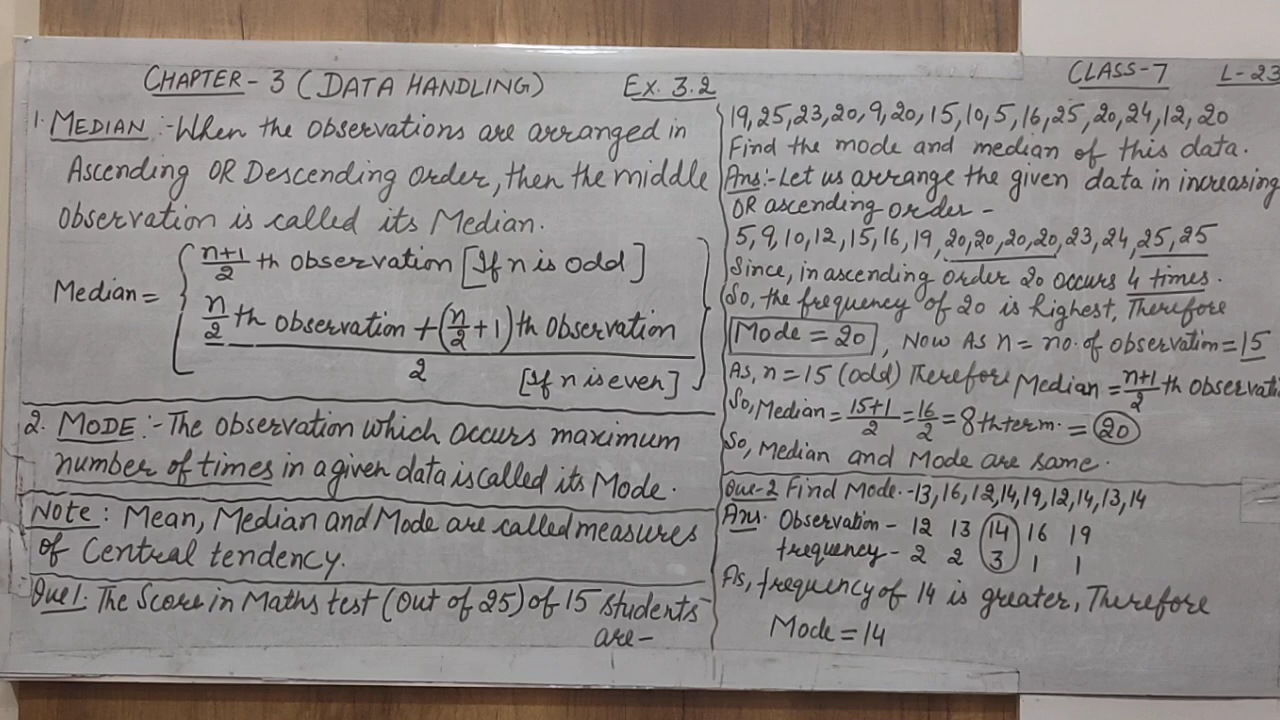 CHAPTER-3 (DATA HANDLING) Ex. 3.2
1. MEDIAN:-When the observations are arranged in
Ascending OR Descending order, then the middle
observation is called its Median.
Median = { n+1/2 th observation [If n is odd]
n/2 th observation + (n/2 + 1) th observation
2 [If n is even] }
2. MODE:-The observation which occurs maximum
number of times in a given data is called its Mode.
Note: Mean, Median and Mode are called measures
of Central tendency.
Que 1. The Score in Maths test (out of 25) of 15 students
are-
CLASS-7 L-23
19,25,23,20,9,20,15,10,5,16,25,20,24,12,20
Find the mode and median of this data.
Ans:-Let us arrange the given data in increasing
OR ascending order-
5,9,10,12,15,16,19,20,20,20,20,23,24,25,25
Since, in ascending order 20 occurs 4 times.
So, the frequency of 20 is highest, Therefore
Mode = 20, Now As n = no. of observation = 15
As, n = 15 (odd) Therefore Median = n+1/2 th observati
So, Median = 15+1/2 = 16/2 = 8th term. = 20
So, Median and Mode are same.
Que-2 Find Mode.-13,16,12,14,19,12,14,13,14
Ans. Observation- 12 13 14 16 19
frequency- 2 2 3 1 1
As, frequency of 14 is greater, Therefore
Mode = 14